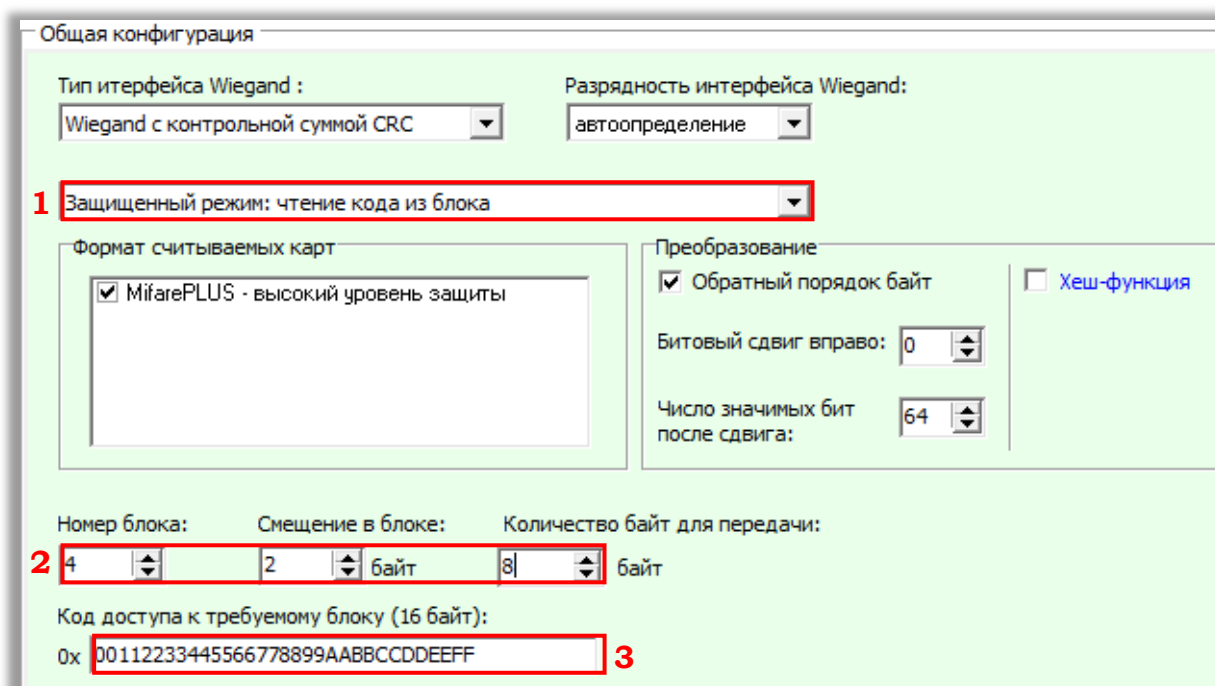 Общая конфигурация
Тип итерфейса Wiegand : Разрядность интерфейса Wiegand:
Wiegand с контрольной суммой CRC автоопределение
1 Защищенный режим: чтение кода из блока
Формат считываемых карт Преобразование
MifarePLUS - высокий уровень защиты Обратный порядок байт Хеш-функция
Битовый сдвиг вправо: 0
Число значимых бит
после сдвига: 64
Номер блока: Смещение в блоке: Количество байт для передачи:
2 4 2 байт 8 байт
Код доступа к требуемому блоку (16 байт):
0x 00112233445566778899AABBCCDDEEFF 3